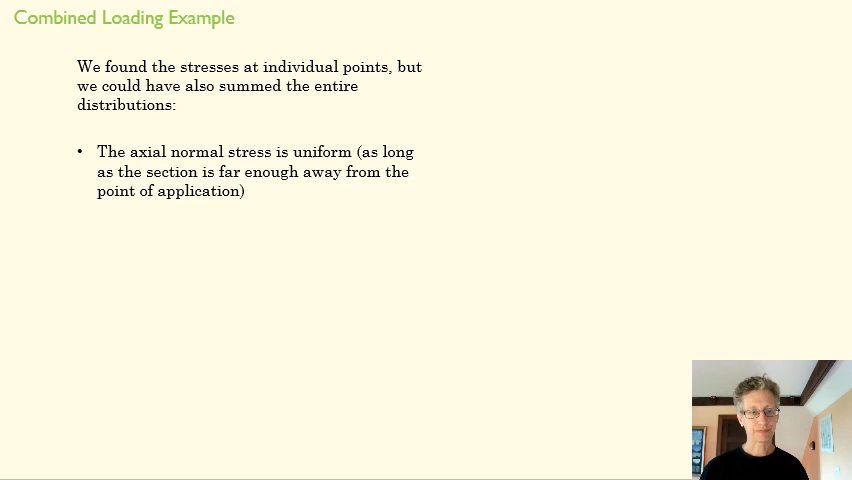 Combined Loading Example
We found the stresses at individual points, but
we could have also summed the entire
distributions:
• The axial normal stress is uniform (as long
as the section is far enough away from the
point of application)